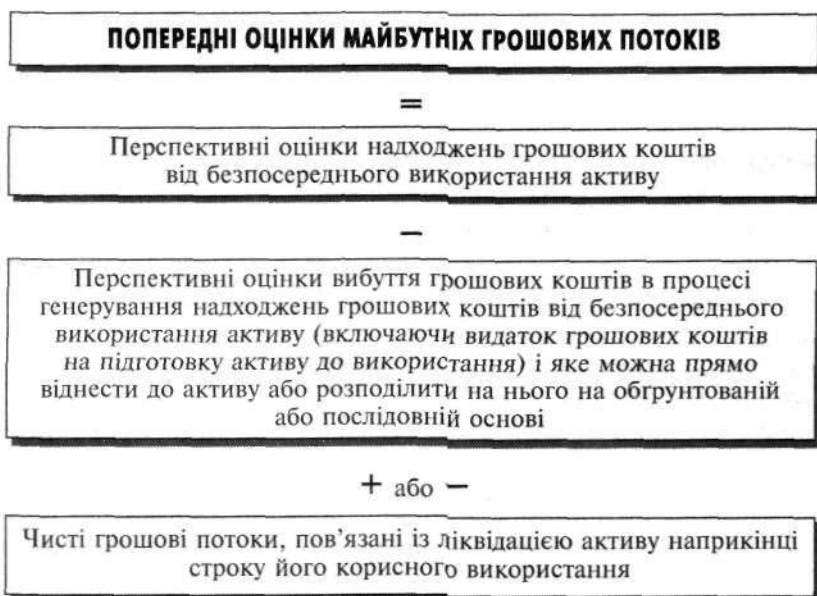 ПОПЕРЕДНІ ОЦІНКИ МАЙБУТНІХ ГРОШОВИХ ПОТОКІВ
=
Перспективні оцінки надходжень грошових коштів
від безпосереднього використання активу
−
Перспективні оцінки вибуття грошових коштів в процесі
генерування надходжень грошових коштів від безпосереднього
використання активу (включаючи видаток грошових коштів
на підготовку активу до використання) і яке можна прямо
віднести до активу або розподілити на нього на обґрунтованій
або послідовній основі
+ або −
Чисті грошові потоки, пов’язані із ліквідацією активу наприкінці
строку його корисного використання